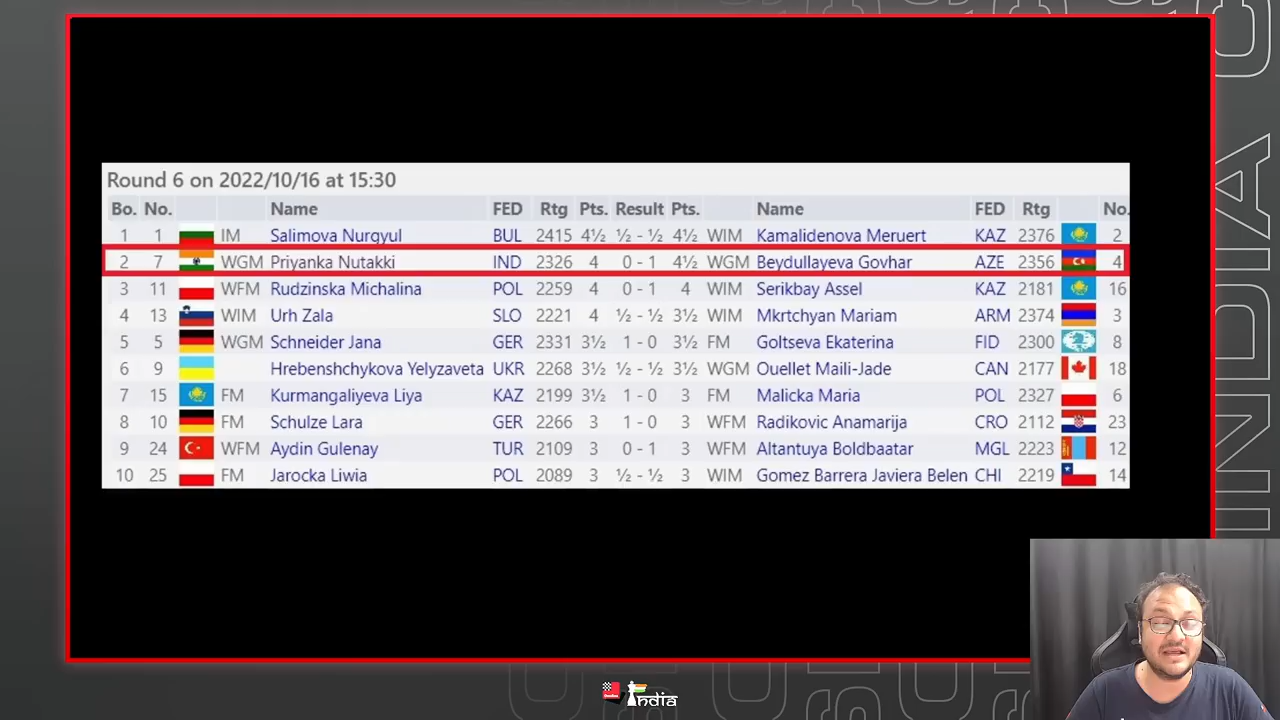 Round 6 on 2022/10/16 at 15:30
Bo. No. Name FED Rtg Pts. Result Pts. Name FED Rtg No.
1 1 IM Salimova Nurgyul BUL 2415 4½ ½ - ½ 4½ WIM Kamalidenova Meruert KAZ 2376 2
2 7 WGM Priyanka Nutakki IND 2326 4 0 - 1 4½ WGM Beydullayeva Govhar AZE 2356 4
3 11 WFM Rudzinska Michalina POL 2259 4 0 - 1 4 WIM Serikbay Assel KAZ 2181 16
4 13 WIM Urh Zala SLO 2221 4 ½ - ½ 3½ WIM Mkrtchyan Mariam ARM 2374 3
5 5 WGM Schneider Jana GER 2331 3½ 1 - 0 3½ FM Goltseva Ekaterina FID 2300 8
6 9 Hrebenshchykova Yelyzaveta UKR 2268 3½ ½ - ½ 3½ WGM Ouellet Maili-Jade CAN 2177 18
7 15 FM Kurmangaliyeva Liya KAZ 2199 3½ 1 - 0 3 FM Malicka Maria POL 2327 6
8 10 FM Schulze Lara GER 2266 3 1 - 0 3 WFM Radikovic Anamarija CRO 2112 23
9 24 WFM Aydin Gulenay TUR 2109 3 0 - 1 3 WFM Altantuya Boldbaatar MGL 2223 12
10 25 FM Jarocka Liwia POL 2089 3 ½ - ½ 3 WIM Gomez Barrera Javiera Belen CHI 2219 14
INDIA
India